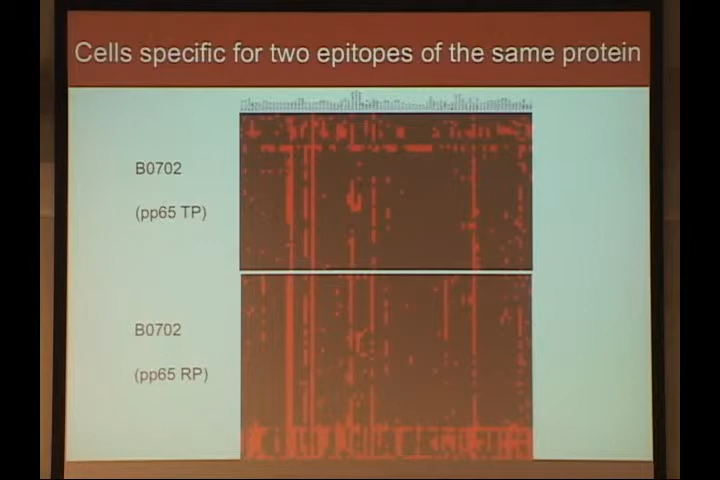 Cells specific for two epitopes of the same protein
B0702
(pp65 TP)
B0702
(pp65 RP)